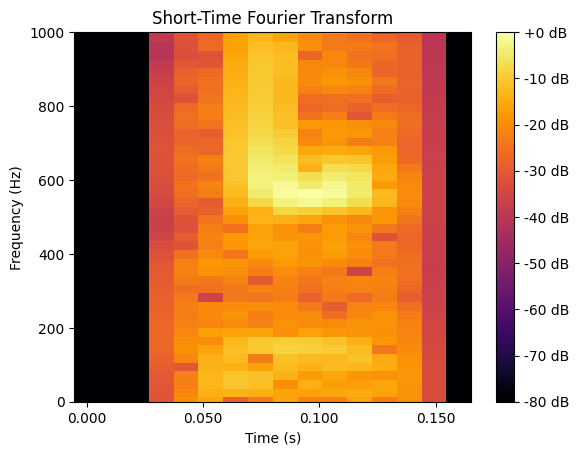 Short-Time Fourier Transform
1000
800
600
400
200
0
Frequency (Hz)
0.000
0.050
0.100
0.150
Time (s)
+0 dB
-10 dB
-20 dB
-30 dB
-40 dB
-50 dB
-60 dB
-70 dB
-80 dB